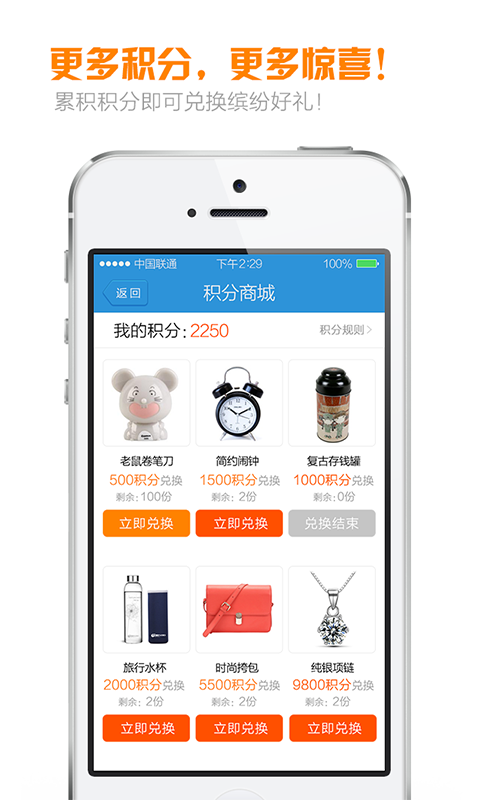 更多积分，更多惊喜！
累积积分即可兑换缤纷好礼！
中国联通 下午2:29 100%
返回 积分商城
我的积分:2250 积分规则
老鼠卷笔刀 简约闹钟 复古存钱罐
500积分兑换 1500积分兑换 1000积分兑换
剩余：100份 剩余：2份 剩余：0份
立即兑换 立即兑换 兑换结束
旅行水杯 时尚挎包 纯银项链
2000积分兑换 5500积分兑换 9800积分兑换
剩余：2份 剩余：2份 剩余：2份
立即兑换 立即兑换 立即兑换